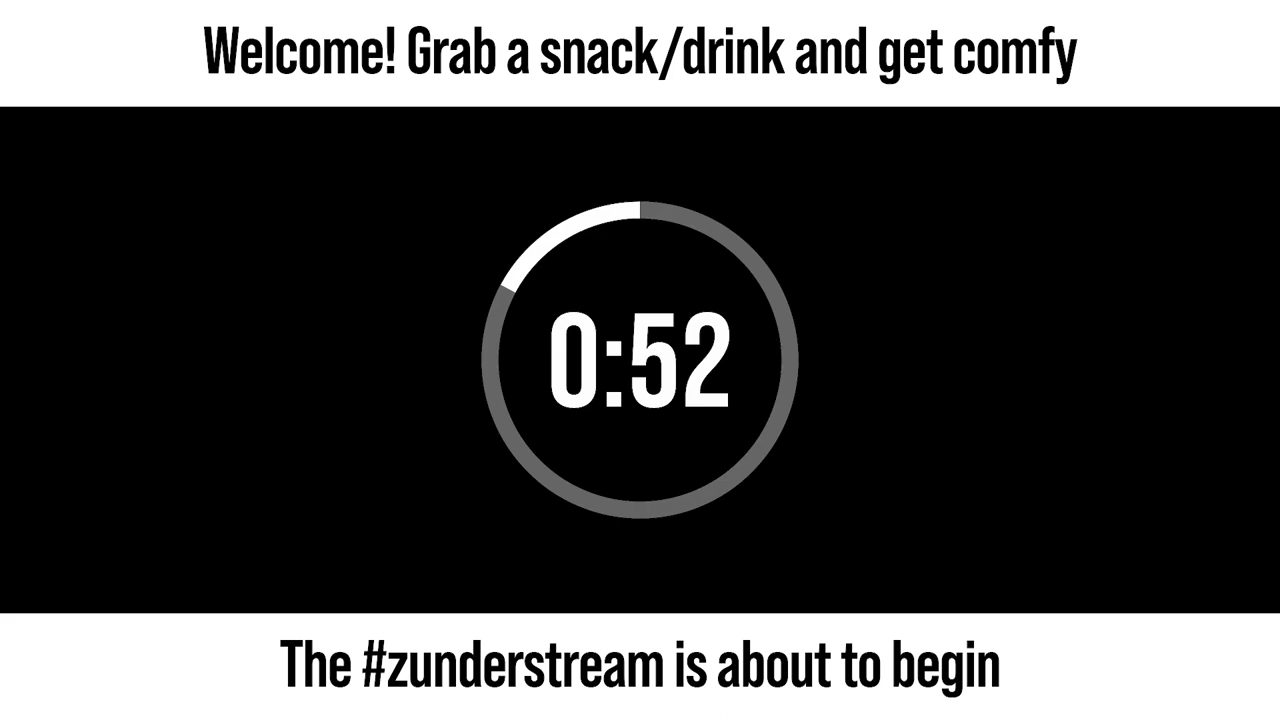 Welcome! Grab a snack/drink and get comfy
0:52
The #zunderstream is about to begin